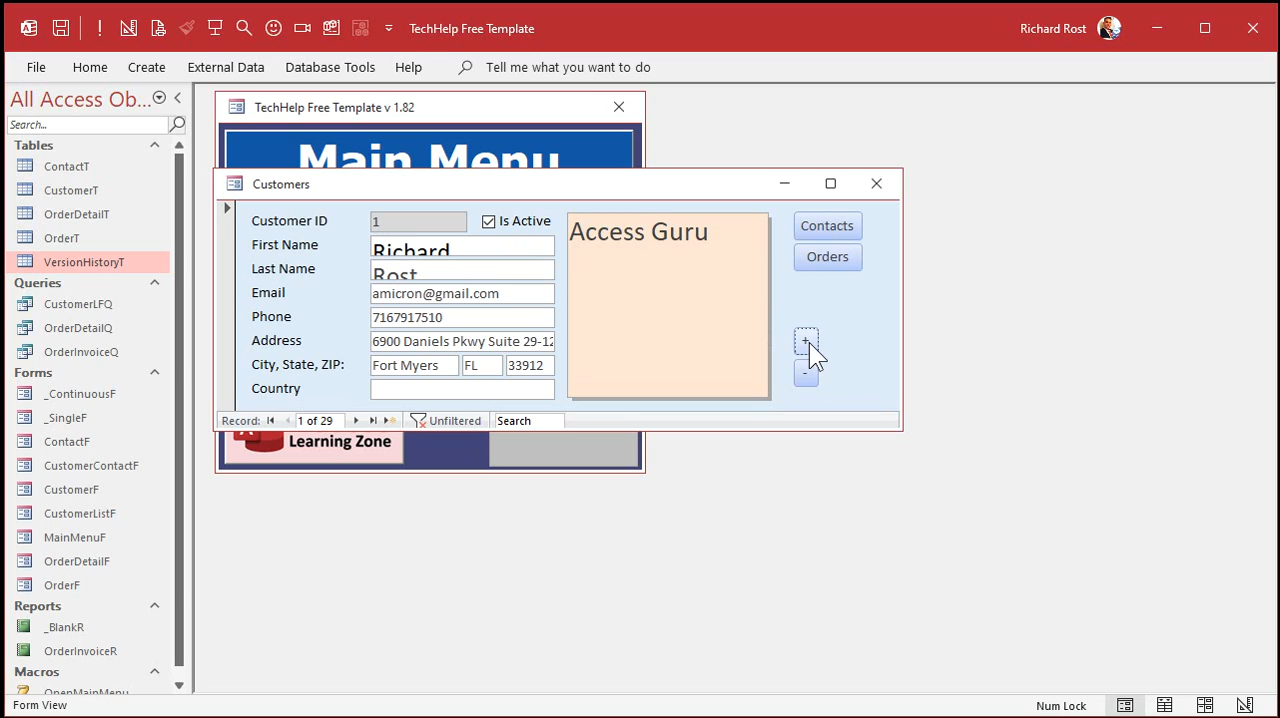 TechHelp Free Template
Richard Rost
File Home Create External Data Database Tools Help Tell me what you want to do
All Access Ob...
Search...
Tables
ContactT
CustomerT
OrderDetailT
OrderT
VersionHistoryT
Queries
CustomerLFQ
OrderDetailQ
OrderInvoiceQ
Forms
_ContinuousF
_SingleF
ContactF
CustomerContactF
CustomerF
CustomerListF
MainMenuF
OrderDetailF
OrderF
Reports
_BlankR
OrderInvoiceR
Macros
OpenMainMenu
TechHelp Free Template v 1.82
Main Menu
Customers
Customer ID 1 Is Active
First Name Richard
Last Name Rost
Email amicron@gmail.com
Phone 7167917510
Address 6900 Daniels Pkwy Suite 29-12
City, State, ZIP: Fort Myers FL 33912
Country
Access Guru
Contacts
Orders
+
-
Record: 1 of 29 Unfiltered Search
Learning Zone
Form View
Num Lock